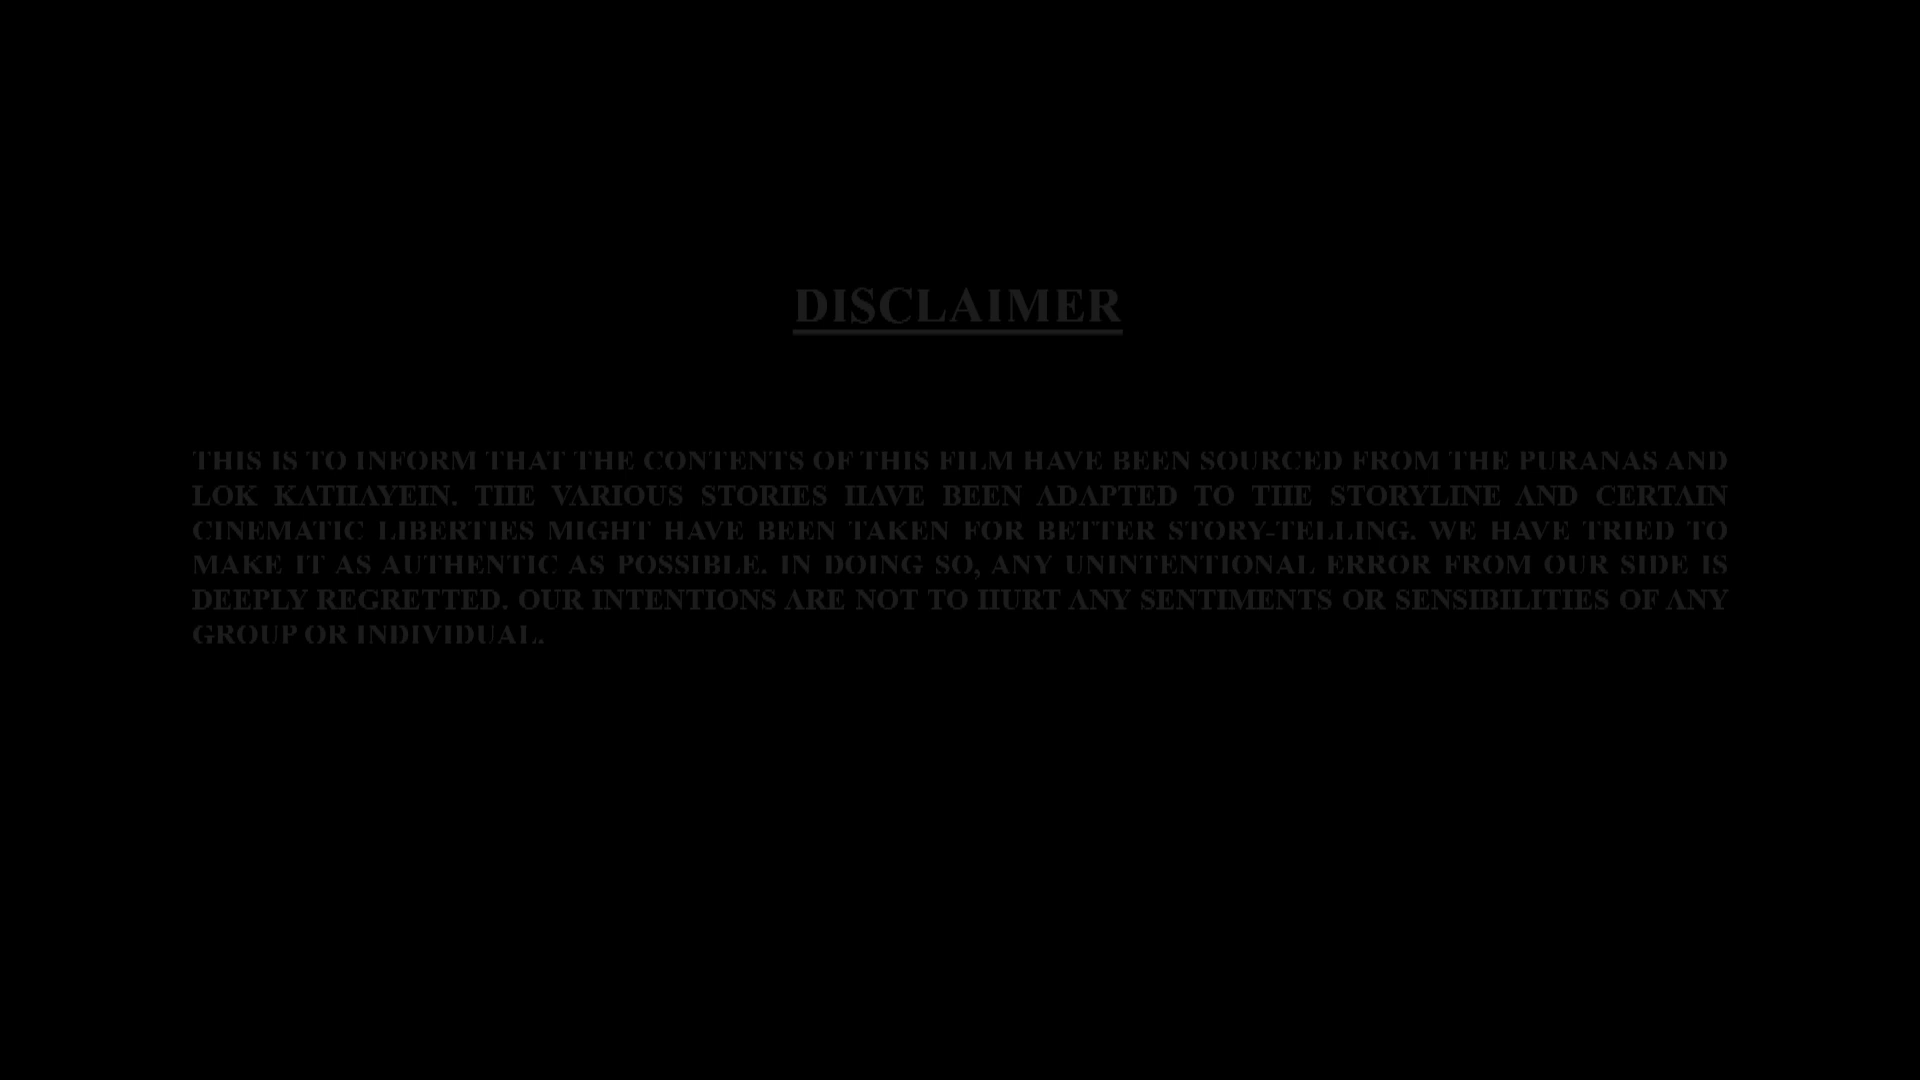 DISCLAIMER
THIS IS TO INFORM THAT THE CONTENTS OF THIS FILM HAVE BEEN SOURCED FROM THE PURANAS AND
LOK KATHAYEIN. THE VARIOUS STORIES HAVE BEEN ADAPTED TO THE STORYLINE AND CERTAIN
CINEMATIC LIBERTIES MIGHT HAVE BEEN TAKEN FOR BETTER STORY-TELLING. WE HAVE TRIED TO
MAKE IT AS AUTHENTIC AS POSSIBLE. IN DOING SO, ANY UNINTENTIONAL ERROR FROM OUR SIDE IS
DEEPLY REGRETTED. OUR INTENTIONS ARE NOT TO HURT ANY SENTIMENTS OR SENSIBILITIES OF ANY
GROUP OR INDIVIDUAL.